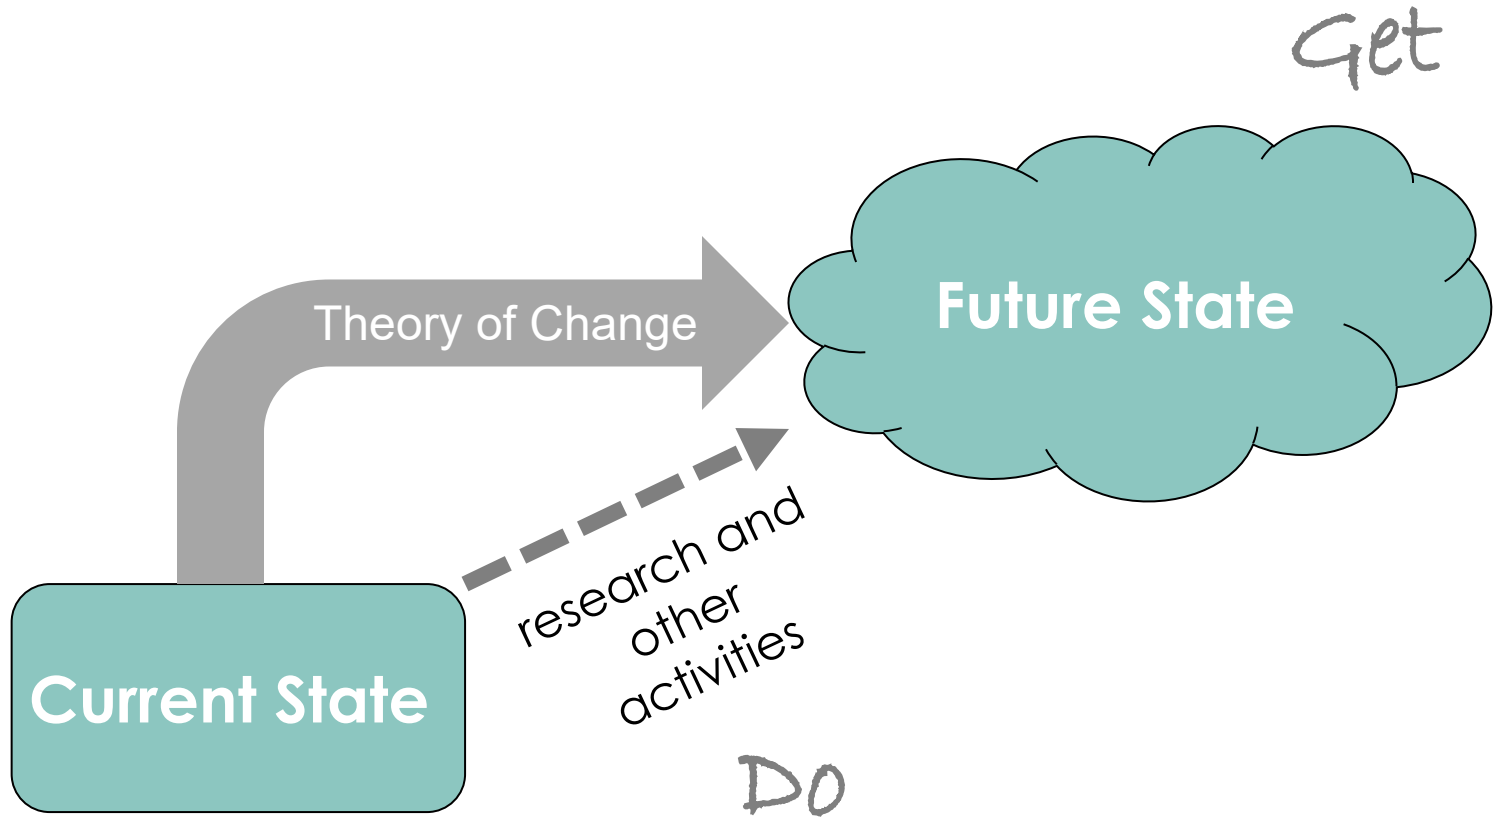 Get
Future State
Theory of Change
research and
other
activities
Current State
Do